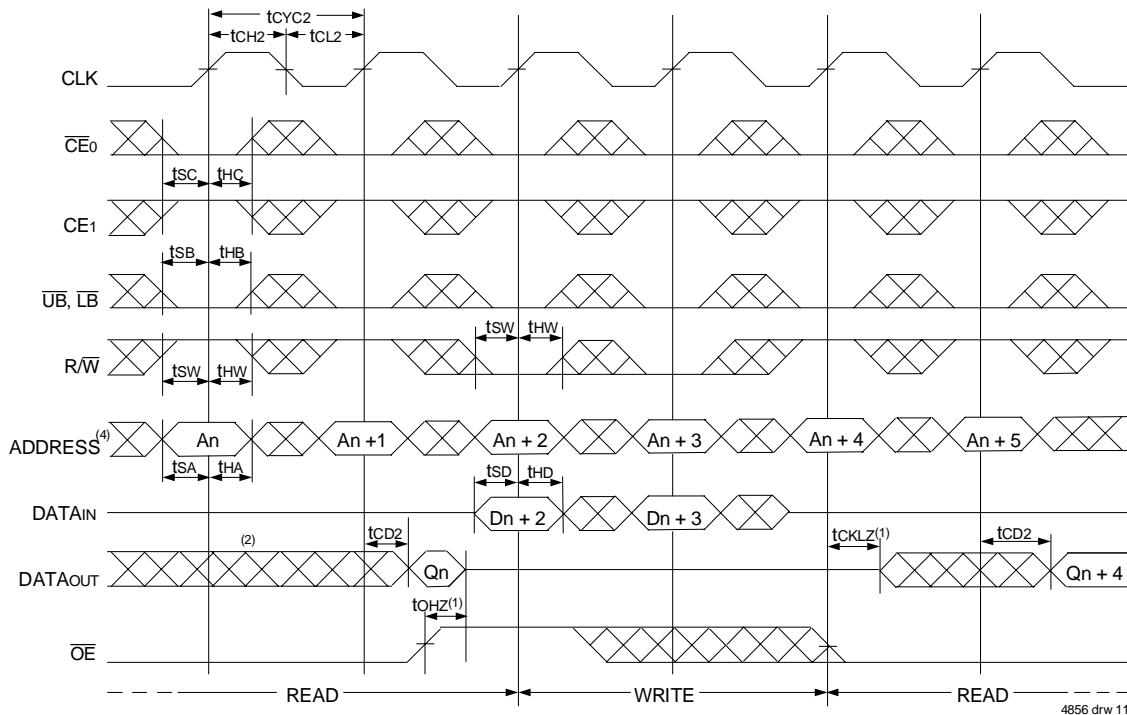 tCYC2
tCH2 tCL2
CLK
CE0
tSC tHC
CE1
tSB tHB
UB, LB
tSW tHW
R/W
tSW tHW
ADDRESS(4) An An +1 An + 2 An + 3 An + 4 An + 5
tSA tHA
tSD tHD
DATAIN Dn + 2 Dn + 3
tCD2 tCKLZ(1) tCD2
(2)
DATAOUT Qn Qn + 4
tOHZ(1)
OE
READ WRITE READ
4856 drw 11